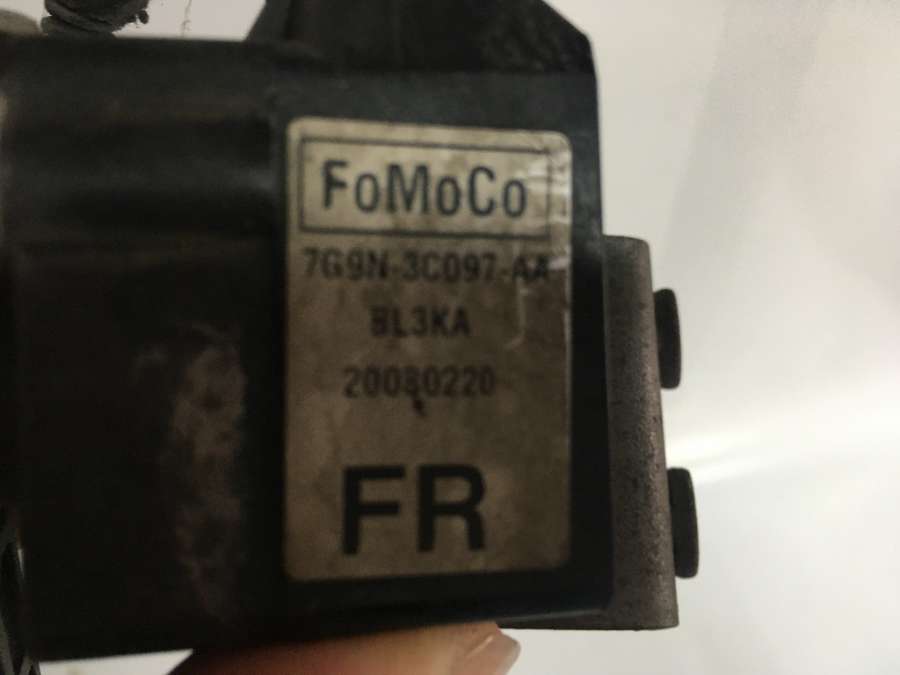 FoMoCo
7G9N-3C097-AA
BL3KA
20080220
FR